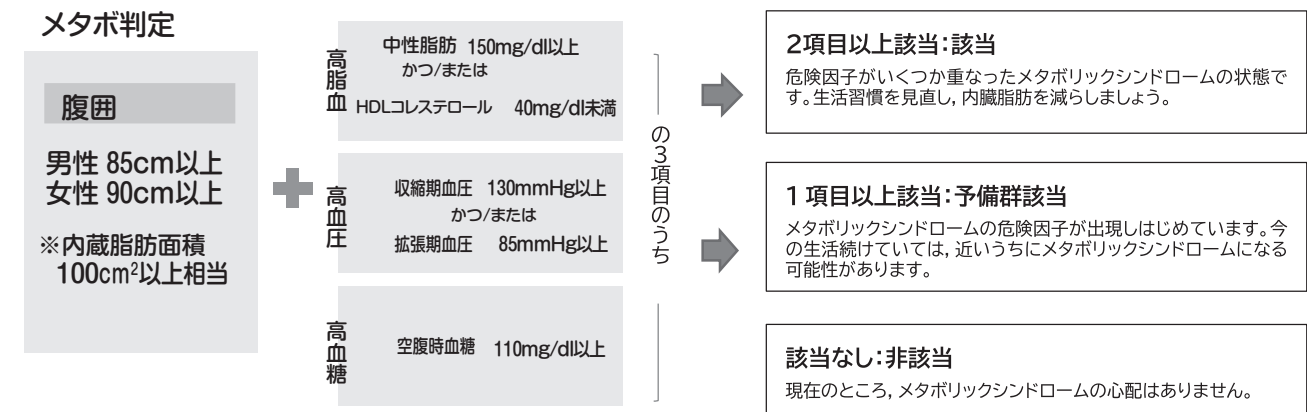 メタボ判定
腹囲
男性 85cm以上
女性 90cm以上
※内蔵脂肪面積
100cm²以上相当
高脂血
中性脂肪 150mg/dl以上
かつ/または
HDLコレステロール 40mg/dl未満
高血圧
収縮期血圧 130mmHg以上
かつ/または
拡張期血圧 85mmHg以上
高血糖
空腹時血糖 110mg/dl以上
の3項目のうち
2項目以上該当:該当
危険因子がいくつか重なったメタボリックシンドロームの状態で
す。生活習慣を見直し,内臓脂肪を減らしましょう。
1項目以上該当:予備群該当
メタボリックシンドロームの危険因子が出現しはじめています。今
の生活続けていては,近いうちにメタボリックシンドロームになる
可能性があります。
該当なし:非該当
現在のところ,メタボリックシンドロームの心配はありません。